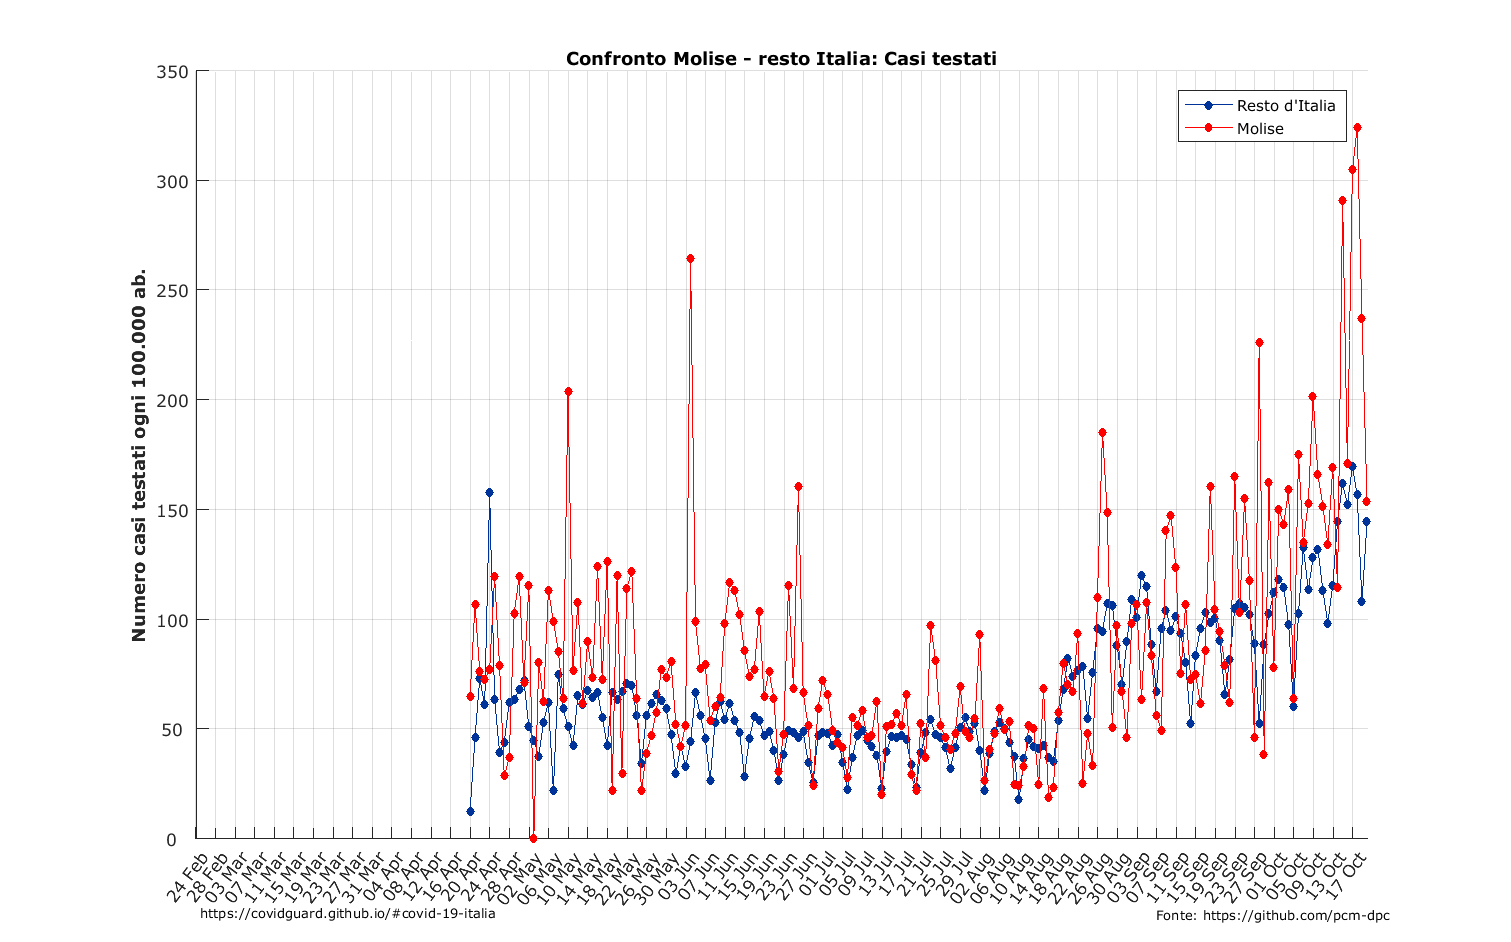 Confronto Molise - resto Italia: Casi testati
Resto d'Italia
Molise
Numero casi testati ogni 100.000 ab.
350
300
250
200
150
100
50
0
24 Feb
28 Feb
03 Mar
07 Mar
11 Mar
15 Mar
19 Mar
23 Mar
27 Mar
31 Mar
04 Apr
08 Apr
12 Apr
16 Apr
20 Apr
24 Apr
28 Apr
02 May
06 May
10 May
14 May
18 May
22 May
26 May
30 May
03 Jun
07 Jun
11 Jun
15 Jun
19 Jun
23 Jun
27 Jun
01 Jul
05 Jul
09 Jul
13 Jul
17 Jul
21 Jul
25 Jul
29 Jul
02 Aug
06 Aug
10 Aug
14 Aug
18 Aug
22 Aug
26 Aug
30 Aug
03 Sep
07 Sep
11 Sep
15 Sep
19 Sep
23 Sep
27 Sep
01 Oct
05 Oct
09 Oct
13 Oct
17 Oct
https://covidguard.github.io/#covid-19-italia
Fonte: https://github.com/pcm-dpc